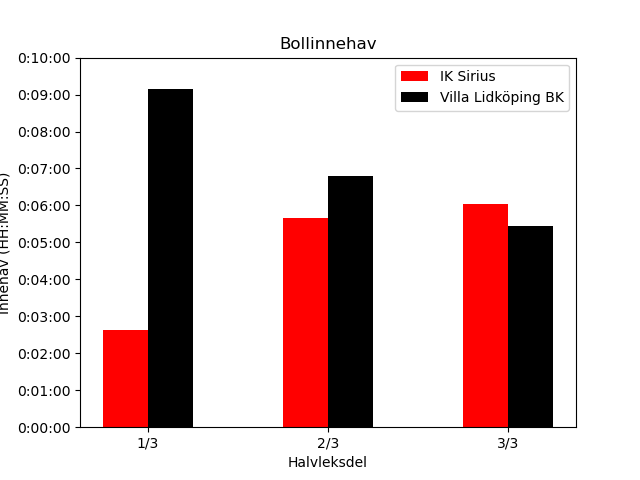 Bollinnehav
0:10:00
0:09:00
0:08:00
0:07:00
0:06:00
0:05:00
0:04:00
0:03:00
0:02:00
0:01:00
0:00:00
Innehav (HH:MM:SS)
IK Sirius
Villa Lidköping BK
1/3
2/3
3/3
Halvleksdel